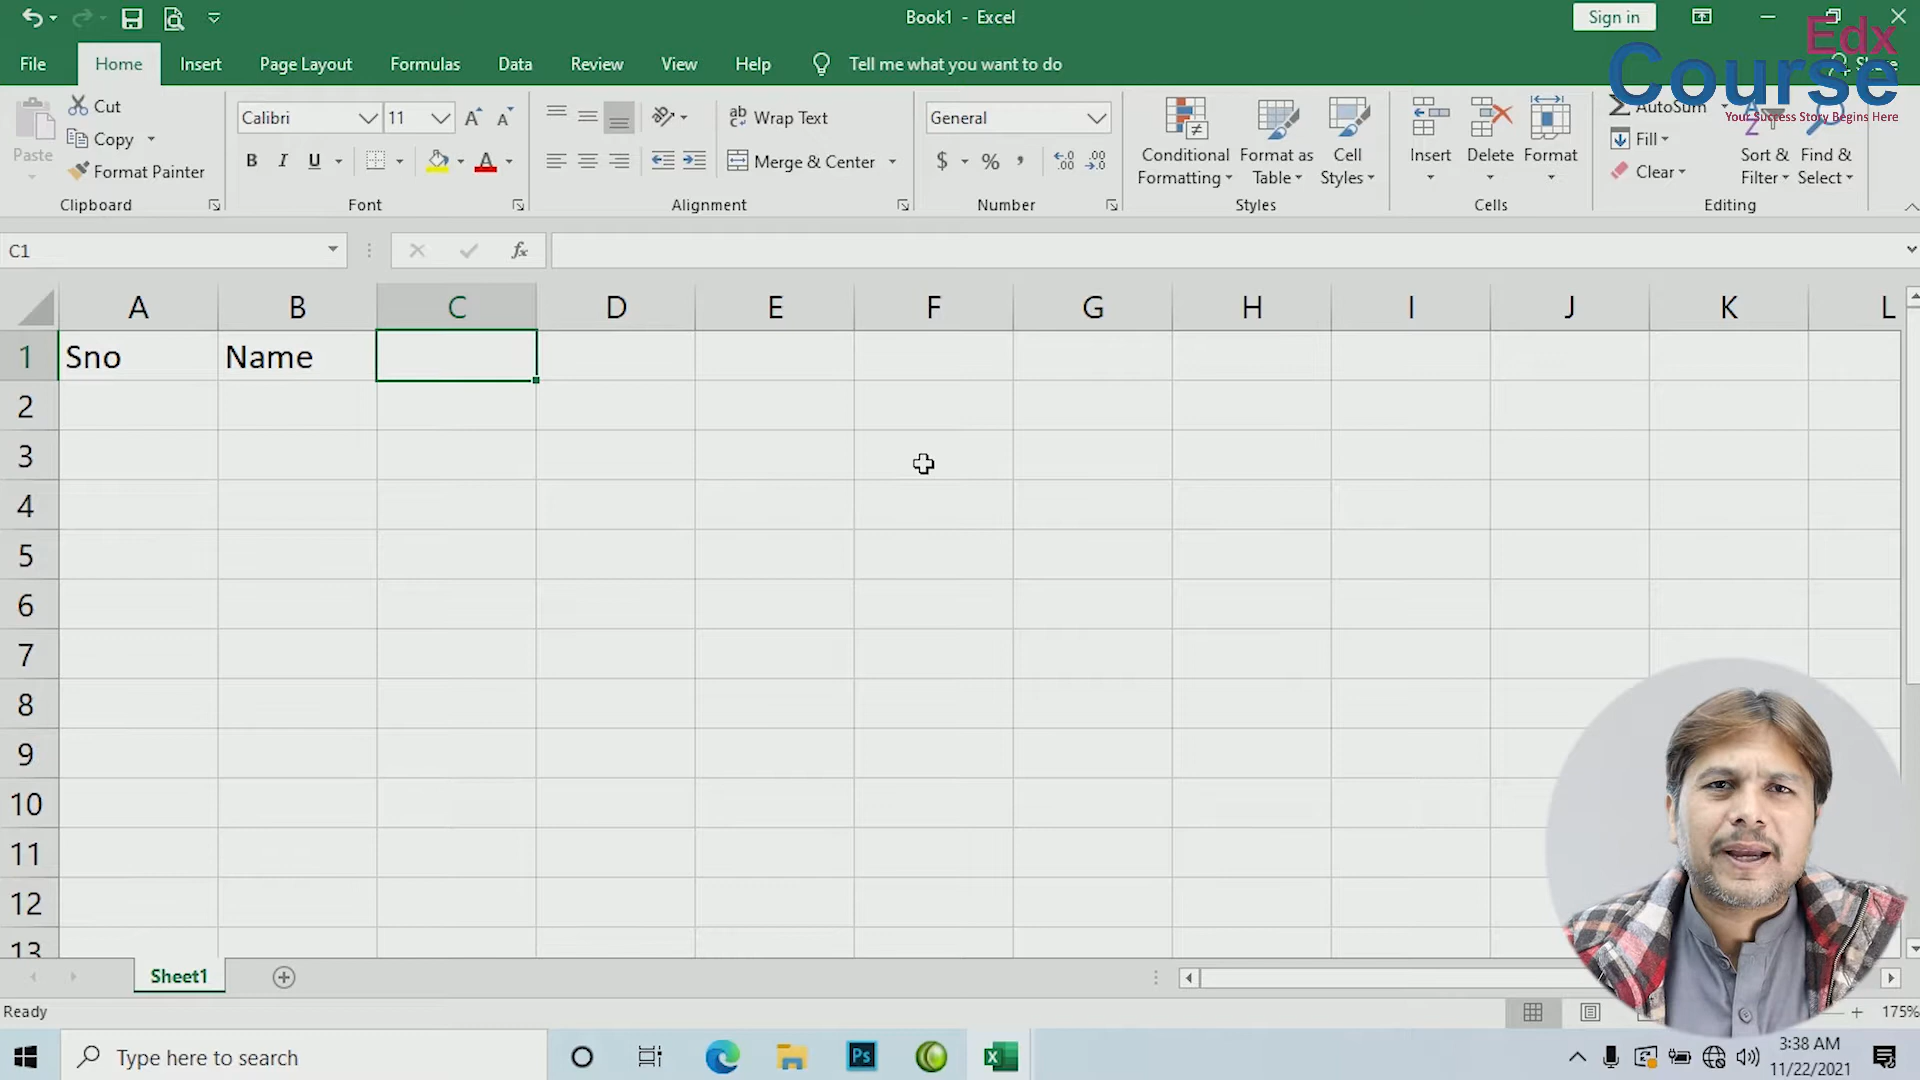 Book1 - Excel
Sign in
Edx
Course
Your Success Story Begins Here
File Home Insert Page Layout Formulas Data Review View Help Tell me what you want to do
Paste
Cut
Copy
Format Painter
Clipboard
Calibri 11
B I U A
Font
Wrap Text
Merge & Center
Alignment
General
$ % ,
Number
Conditional Formatting
Format as Table
Cell Styles
Styles
Insert Delete Format
Cells
AutoSum
Fill
Clear
Sort & Filter
Find & Select
Editing
C1
fx
A B C D E F G H I J K L
1 Sno Name
2
3
4
5
6
7
8
9
10
11
12
13
Sheet1
Ready
175%
Type here to search
Ps
3:38 AM
11/22/2021